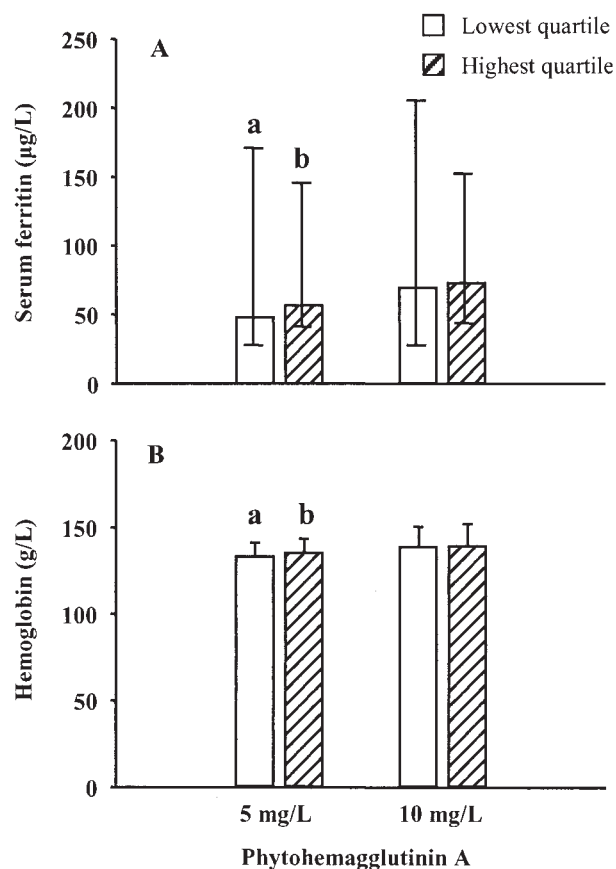 Lowest quartile
Highest quartile
A
250
200
150
100
50
0
Serum ferritin (µg/L)
a
b
B
200
150
100
50
0
Hemoglobin (g/L)
a
b
5 mg/L
10 mg/L
Phytohemagglutinin A